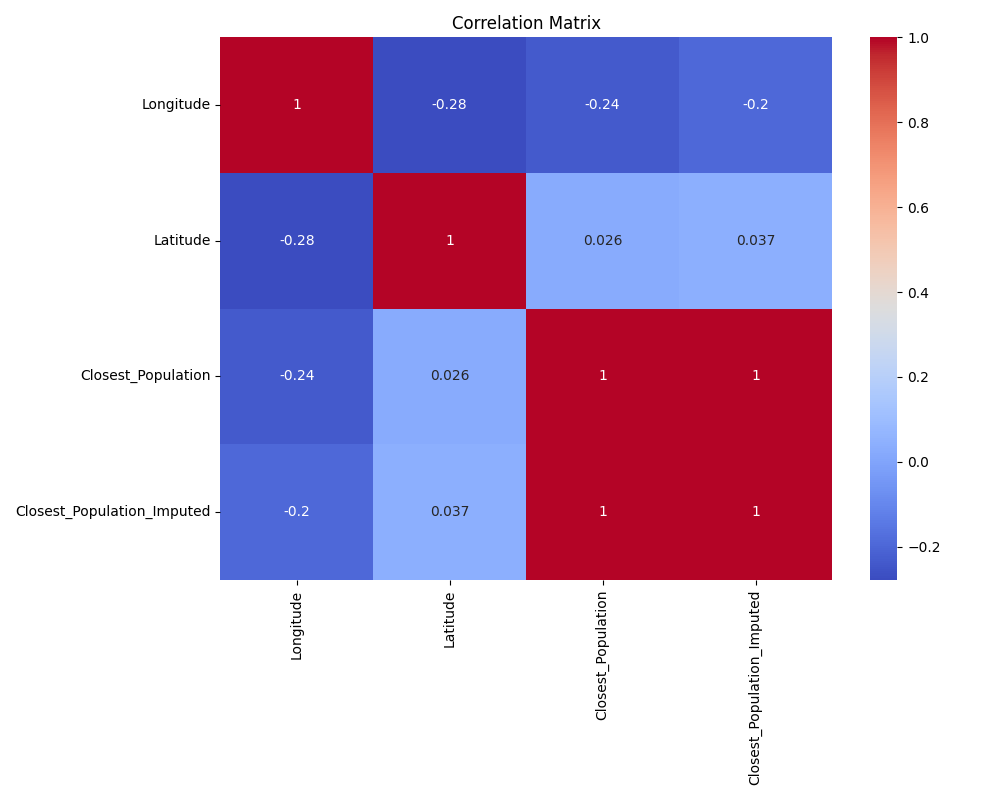 Correlation Matrix
Longitude 1 -0.28 -0.24 -0.2
Latitude -0.28 1 0.026 0.037
Closest_Population -0.24 0.026 1 1
Closest_Population_Imputed -0.2 0.037 1 1
Longitude
Latitude
Closest_Population
Closest_Population_Imputed
1.0
0.8
0.6
0.4
0.2
0.0
−0.2